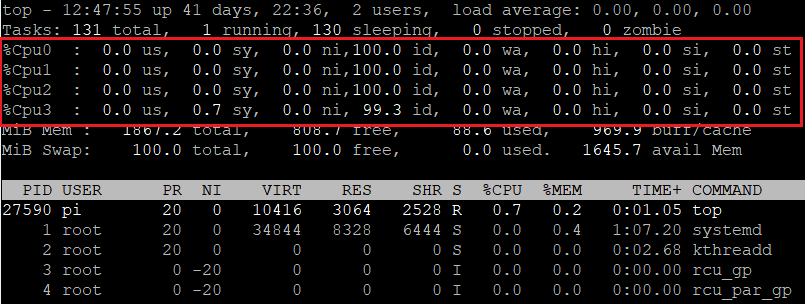 top - 12:47:55 up 41 days, 22:36,  2 users,  load average: 0.00, 0.00, 0.00
Tasks: 131 total,   1 running, 130 sleeping,   0 stopped,   0 zombie
%Cpu0  :  0.0 us,  0.0 sy,  0.0 ni,100.0 id,  0.0 wa,  0.0 hi,  0.0 si,  0.0 st
%Cpu1  :  0.0 us,  0.0 sy,  0.0 ni,100.0 id,  0.0 wa,  0.0 hi,  0.0 si,  0.0 st
%Cpu2  :  0.0 us,  0.0 sy,  0.0 ni,100.0 id,  0.0 wa,  0.0 hi,  0.0 si,  0.0 st
%Cpu3  :  0.0 us,  0.7 sy,  0.0 ni, 99.3 id,  0.0 wa,  0.0 hi,  0.0 si,  0.0 st
MiB Mem :   1867.2 total,    808.7 free,     88.6 used,    969.9 buff/cache
MiB Swap:    100.0 total,    100.0 free,      0.0 used.   1645.7 avail Mem
  PID USER      PR  NI    VIRT    RES    SHR S  %CPU  %MEM     TIME+ COMMAND
27590 pi        20   0   10416   3064   2528 R   0.7   0.2   0:01.05 top
    1 root      20   0   34844   8328   6444 S   0.0   0.4   1:07.20 systemd
    2 root      20   0       0      0      0 S   0.0   0.0   0:02.68 kthreadd
    3 root       0 -20       0      0      0 I   0.0   0.0   0:00.00 rcu_gp
    4 root       0 -20       0      0      0 I   0.0   0.0   0:00.00 rcu_par_gp